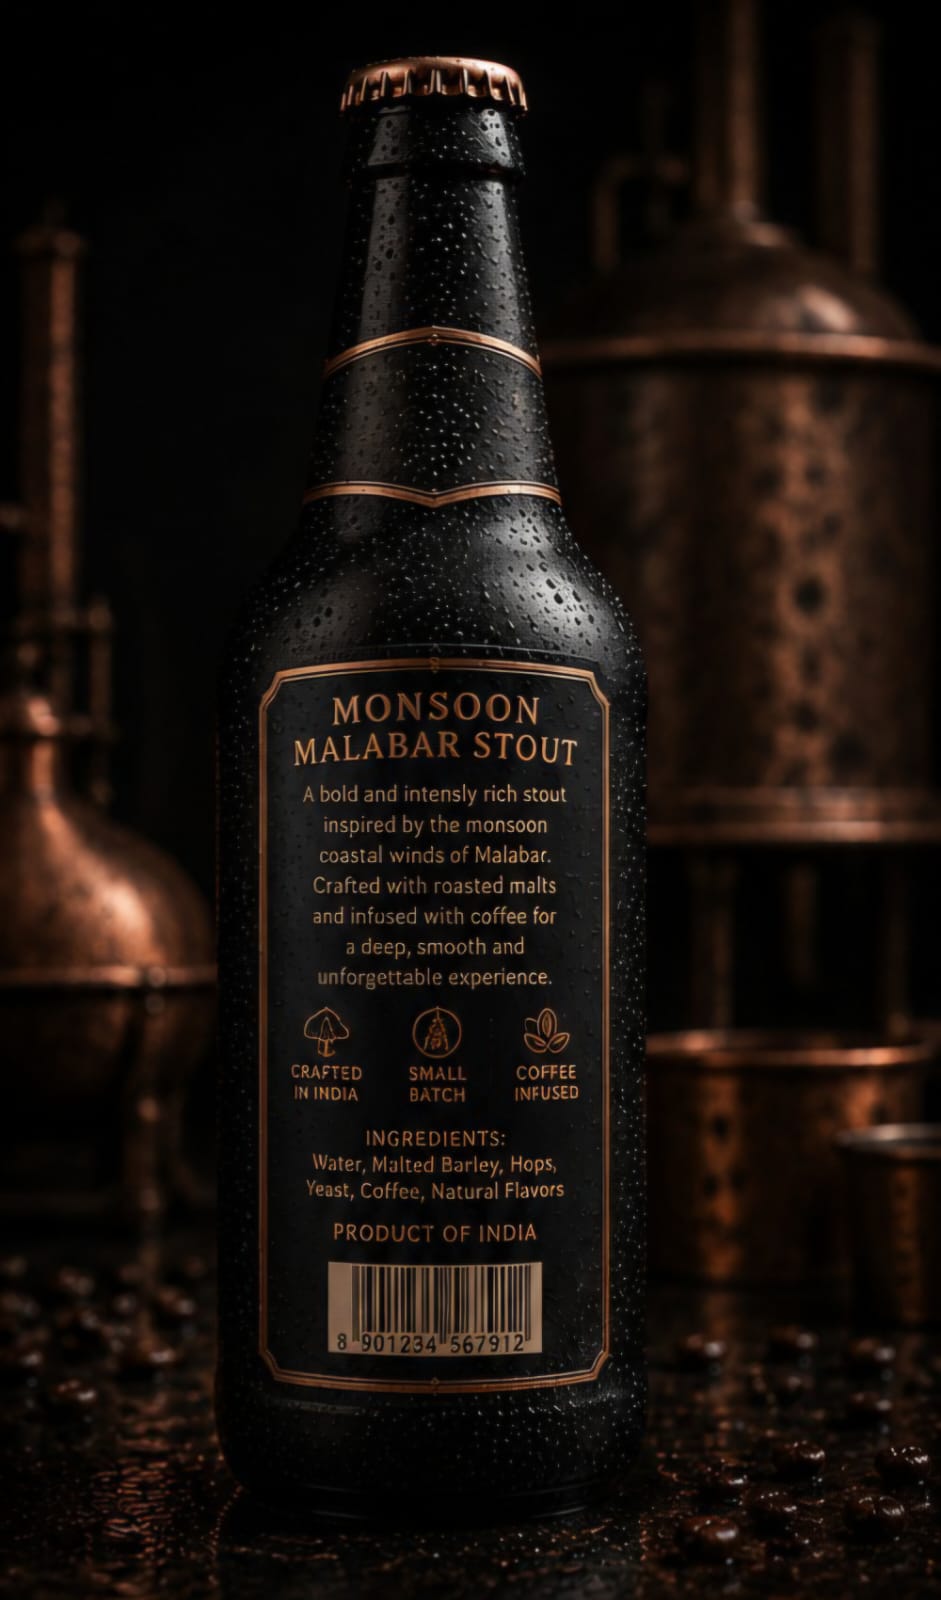 MONSOON
MALABAR STOUT
A bold and intensly rich stout
inspired by the monsoon
coastal winds of Malabar.
Crafted with roasted malts
and infused with coffee for
a deep, smooth and
unforgettable experience.
CRAFTED
IN INDIA
SMALL
BATCH
COFFEE
INFUSED
INGREDIENTS:
Water, Malted Barley, Hops,
Yeast, Coffee, Natural Flavors
PRODUCT OF INDIA
8 901234 567912